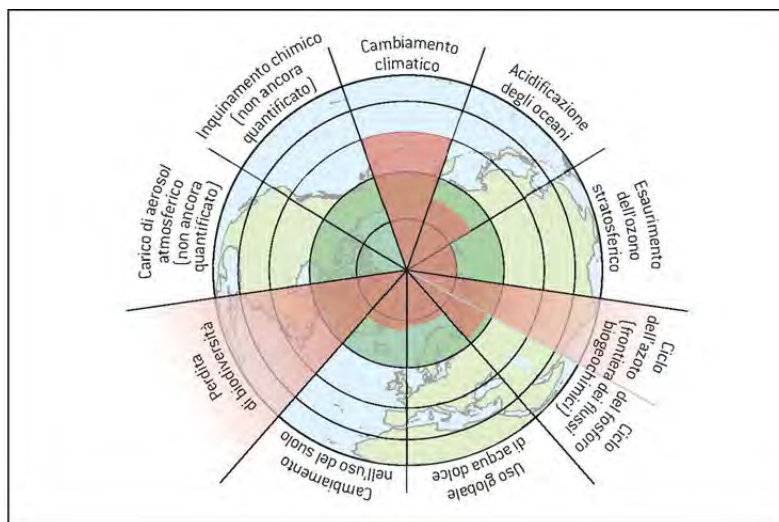 Cambiamento
climatico
Acidificazione
degli oceani
Esaurimento
dell'ozono
stratosferico
Ciclo
dell'azoto
(frontiera dei flussi
biogeochimici)
Ciclo
del fosforo
Uso globale
di acqua dolce
Cambiamento
nell'uso del suolo
Perdita
di biodiversità
Carico di aerosol
atmosferico
(non ancora
quantificato)
Inquinamento chimico
(non ancora
quantificato)